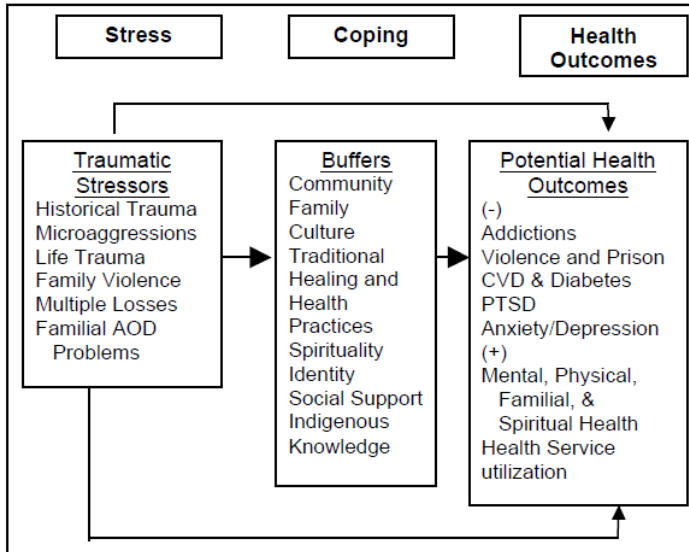 Stress
Coping
Health
Outcomes
Traumatic
Stressors
Historical Trauma
Microaggressions
Life Trauma
Family Violence
Multiple Losses
Familial AOD
Problems
Buffers
Community
Family
Culture
Traditional
Healing and
Health
Practices
Spirituality
Identity
Social Support
Indigenous
Knowledge
Potential Health
Outcomes
(-)
Addictions
Violence and Prison
CVD & Diabetes
PTSD
Anxiety/Depression
(+)
Mental, Physical,
Familial, &
Spiritual Health
Health Service
utilization